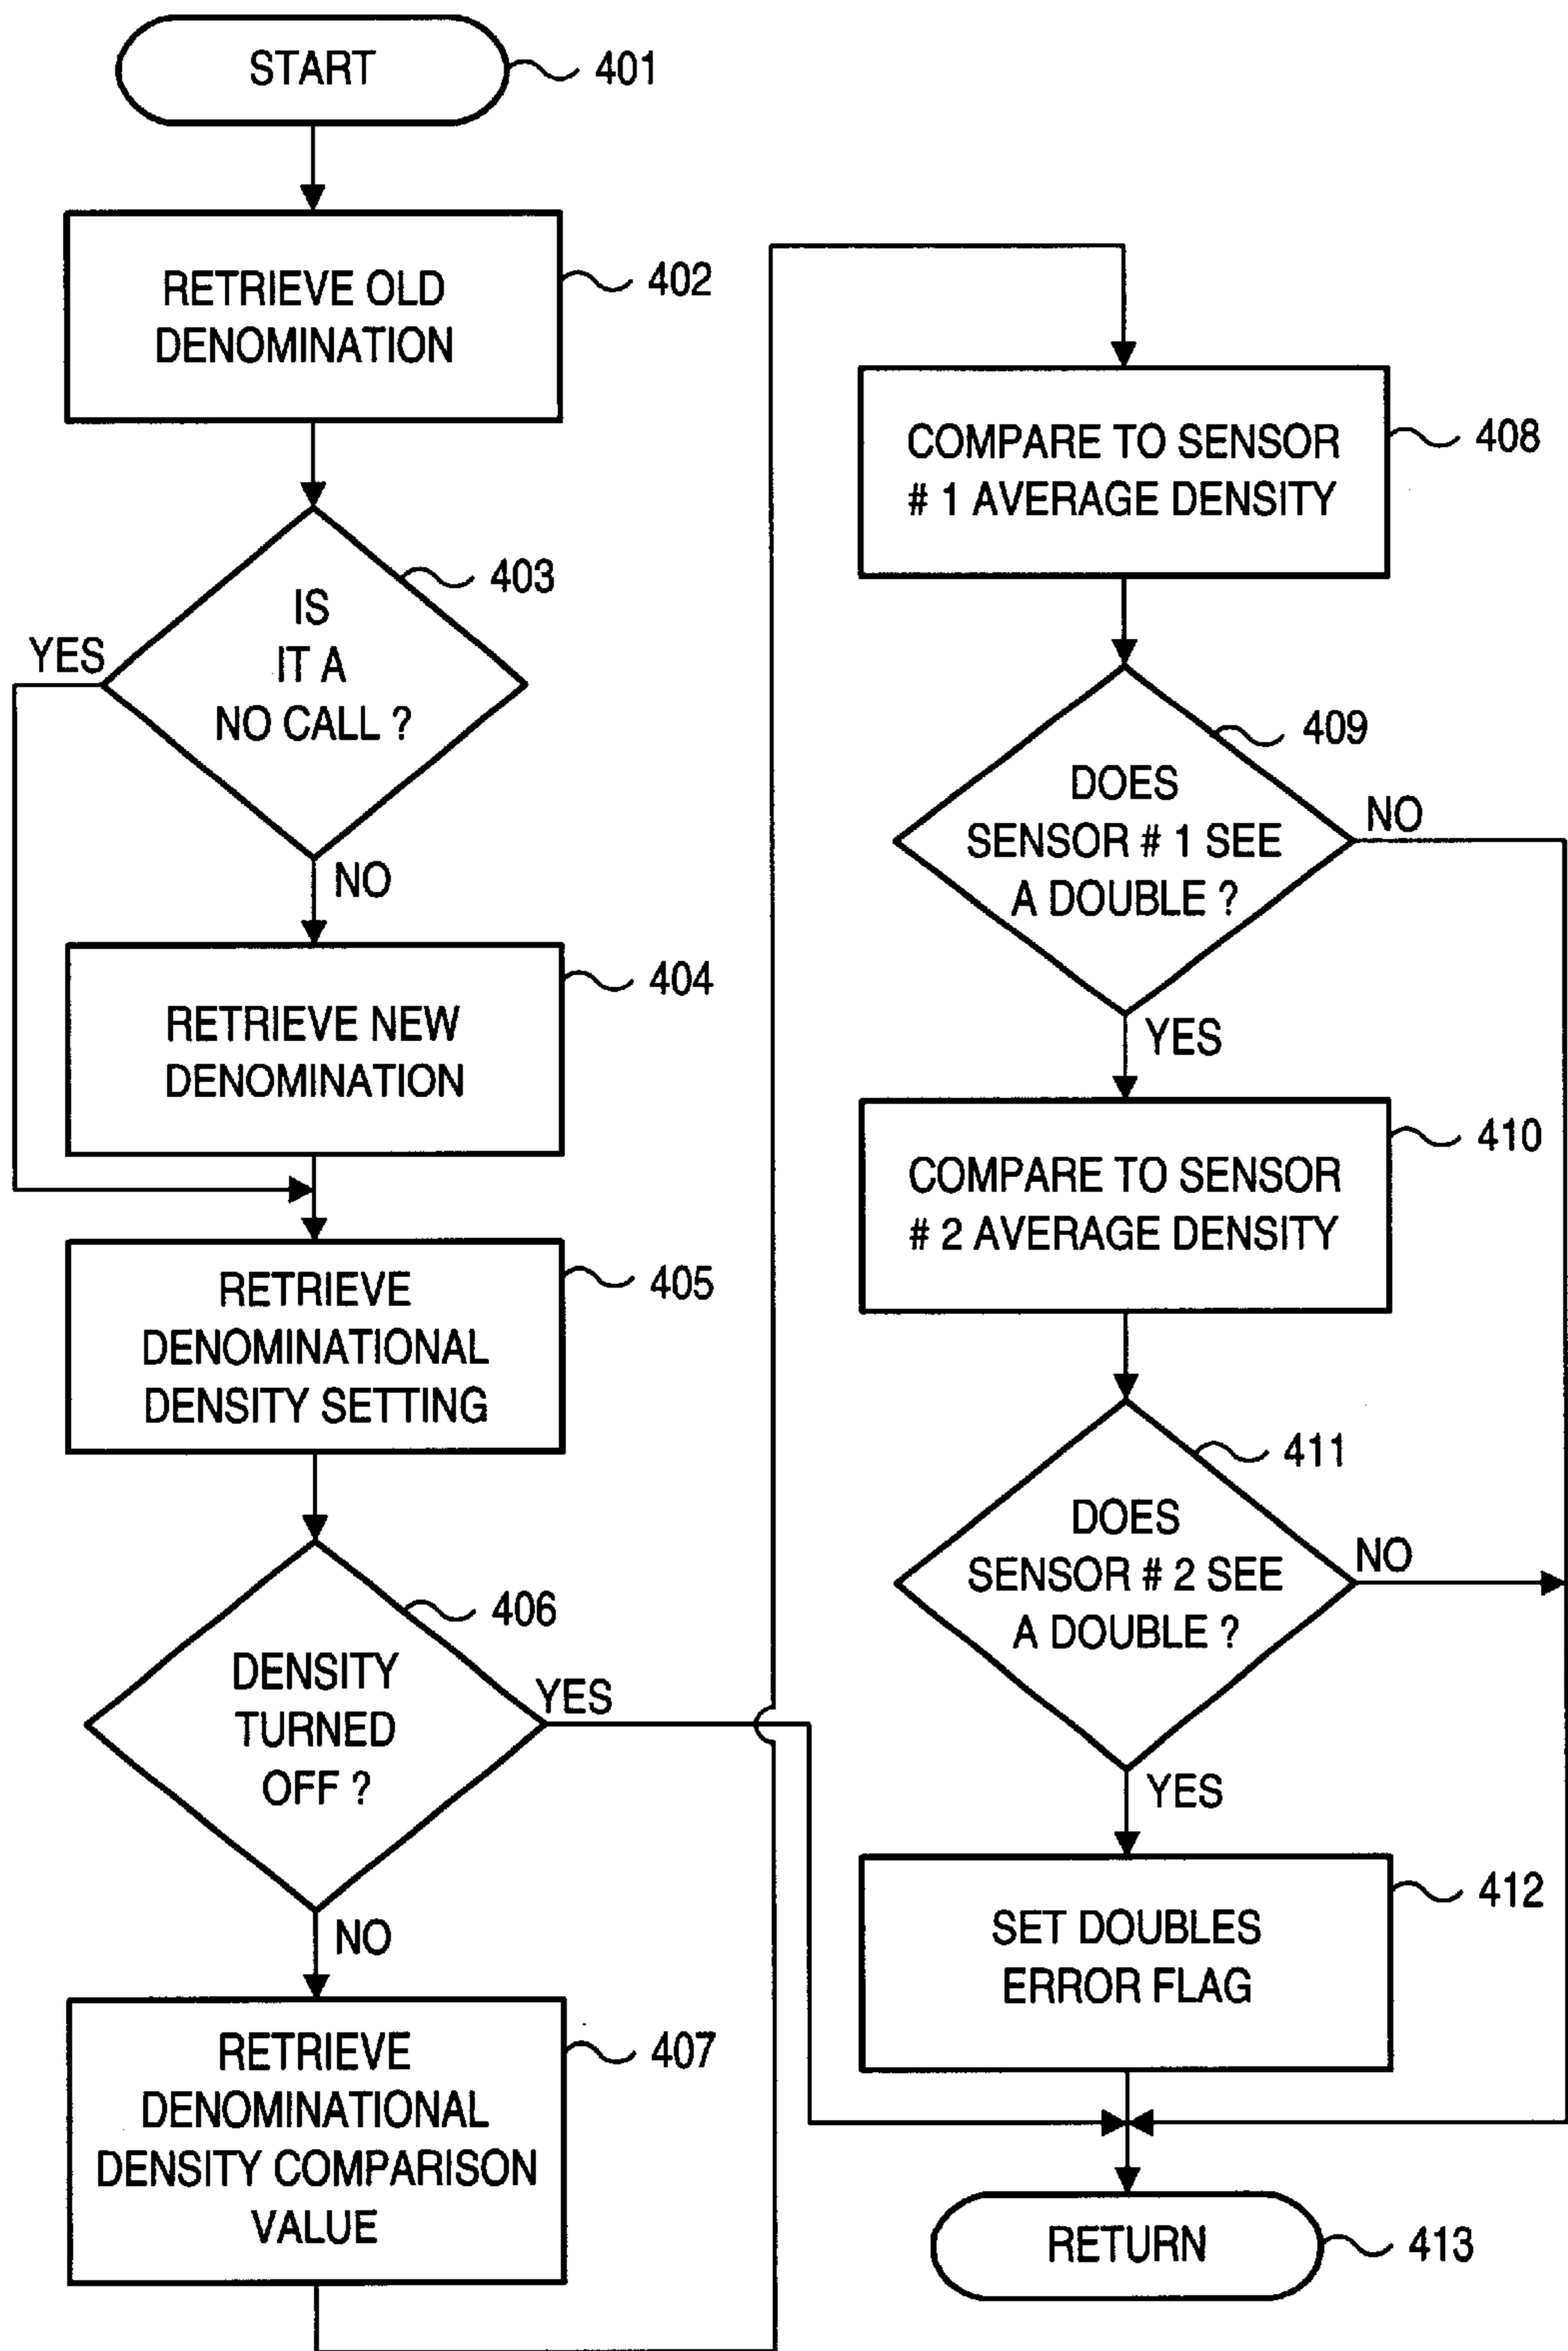 START
401
RETRIEVE OLD
DENOMINATION
402
IS
IT A
NO CALL ?
403
YES
NO
RETRIEVE NEW
DENOMINATION
404
RETRIEVE
DENOMINATIONAL
DENSITY SETTING
405
DENSITY
TURNED
OFF ?
406
YES
NO
RETRIEVE
DENOMINATIONAL
DENSITY COMPARISON
VALUE
407
COMPARE TO SENSOR
# 1 AVERAGE DENSITY
408
DOES
SENSOR # 1 SEE
A DOUBLE ?
409
NO
YES
COMPARE TO SENSOR
# 2 AVERAGE DENSITY
410
DOES
SENSOR # 2 SEE
A DOUBLE ?
411
NO
YES
SET DOUBLES
ERROR FLAG
412
RETURN
413